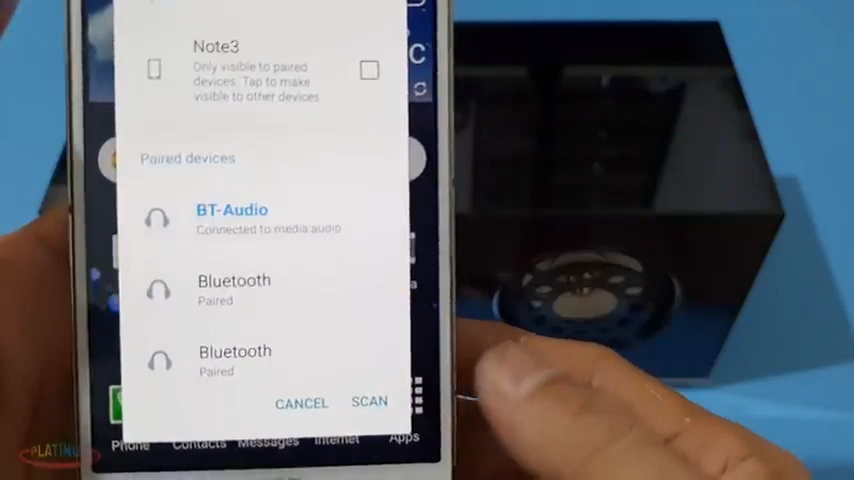 C
Note3
Only visible to paired
devices. Tap to make
visible to other devices
Paired devices
BT-Audio
Connected to media audio
Bluetooth
Paired
Bluetooth
Paired
CANCEL SCAN
Phone Contacts Messages Internet Apps
PLATINU